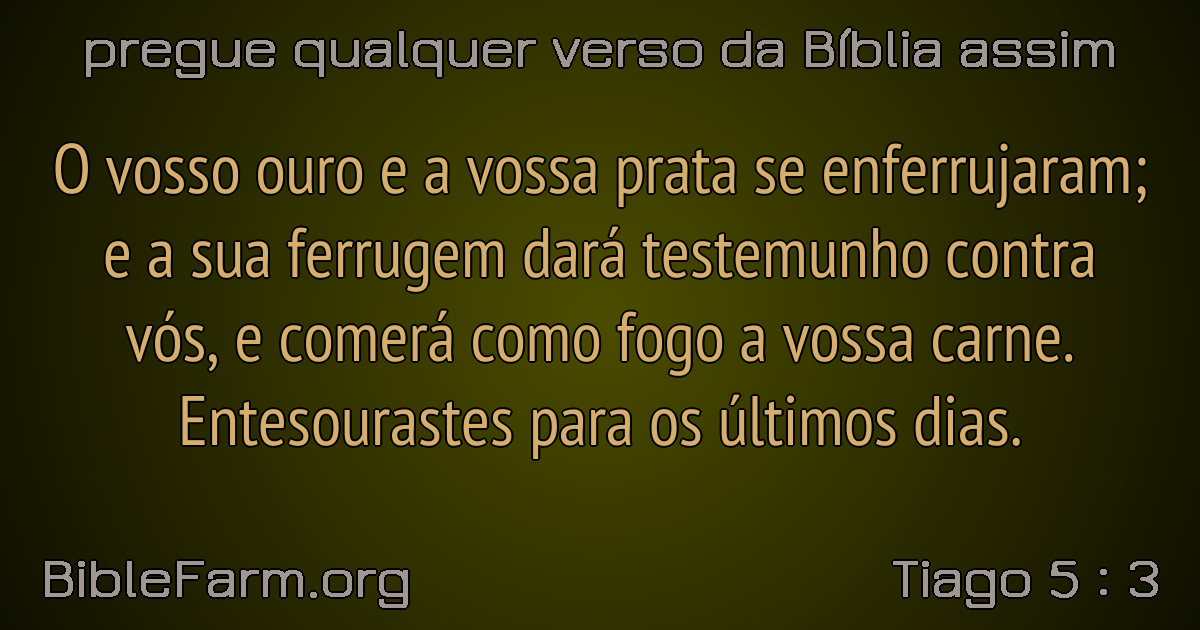 pregue qualquer verso da Bíblia assim
O vosso ouro e a vossa prata se enferrujaram;
e a sua ferrugem dará testemunho contra
vós, e comerá como fogo a vossa carne.
Entesourastes para os últimos dias.
BibleFarm.org
Tiago 5 : 3